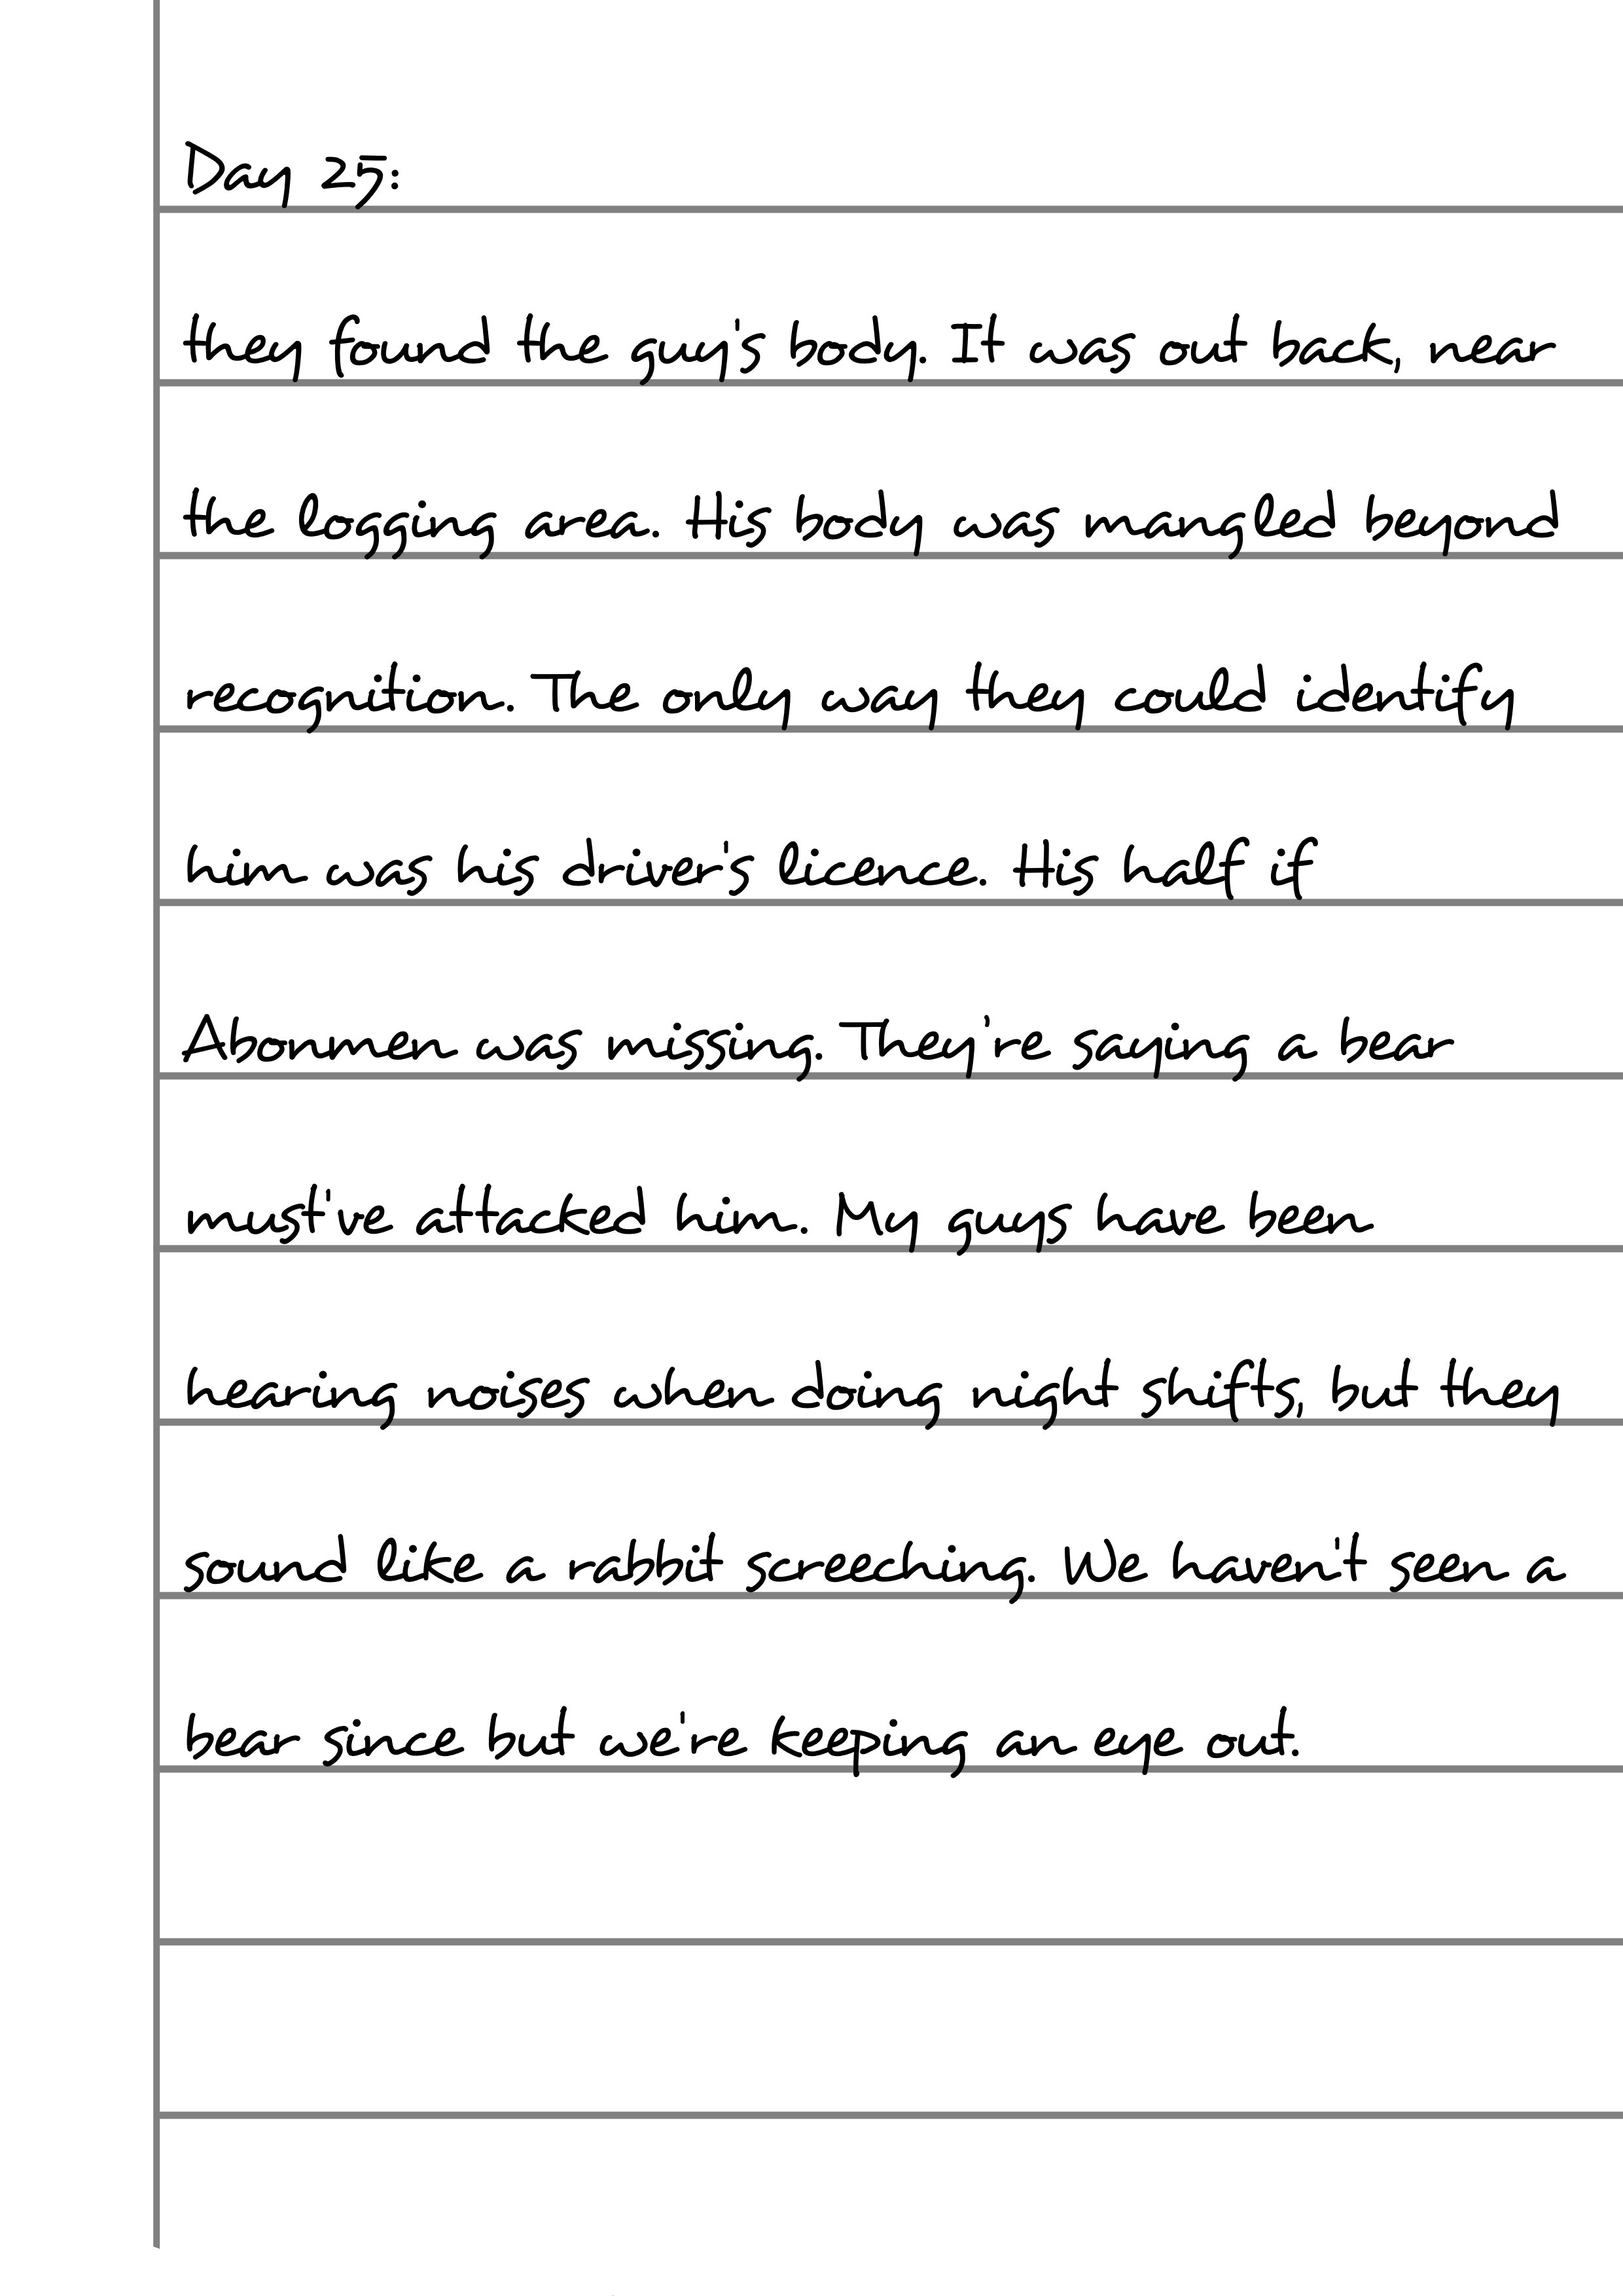 Day 25:
they found the guy's body. It was out back, near
the logging area. His body was mangled beyond
recognition. The only way they could identify
him was his driver's licence. His half if
Abonmen was missing. They're saying a bear
must've attacked him. My guys have been
hearing noises when doing night shifts, but they
sound like a rabbit screeching. We haven't seen a
bear since but we're keeping an eye out.